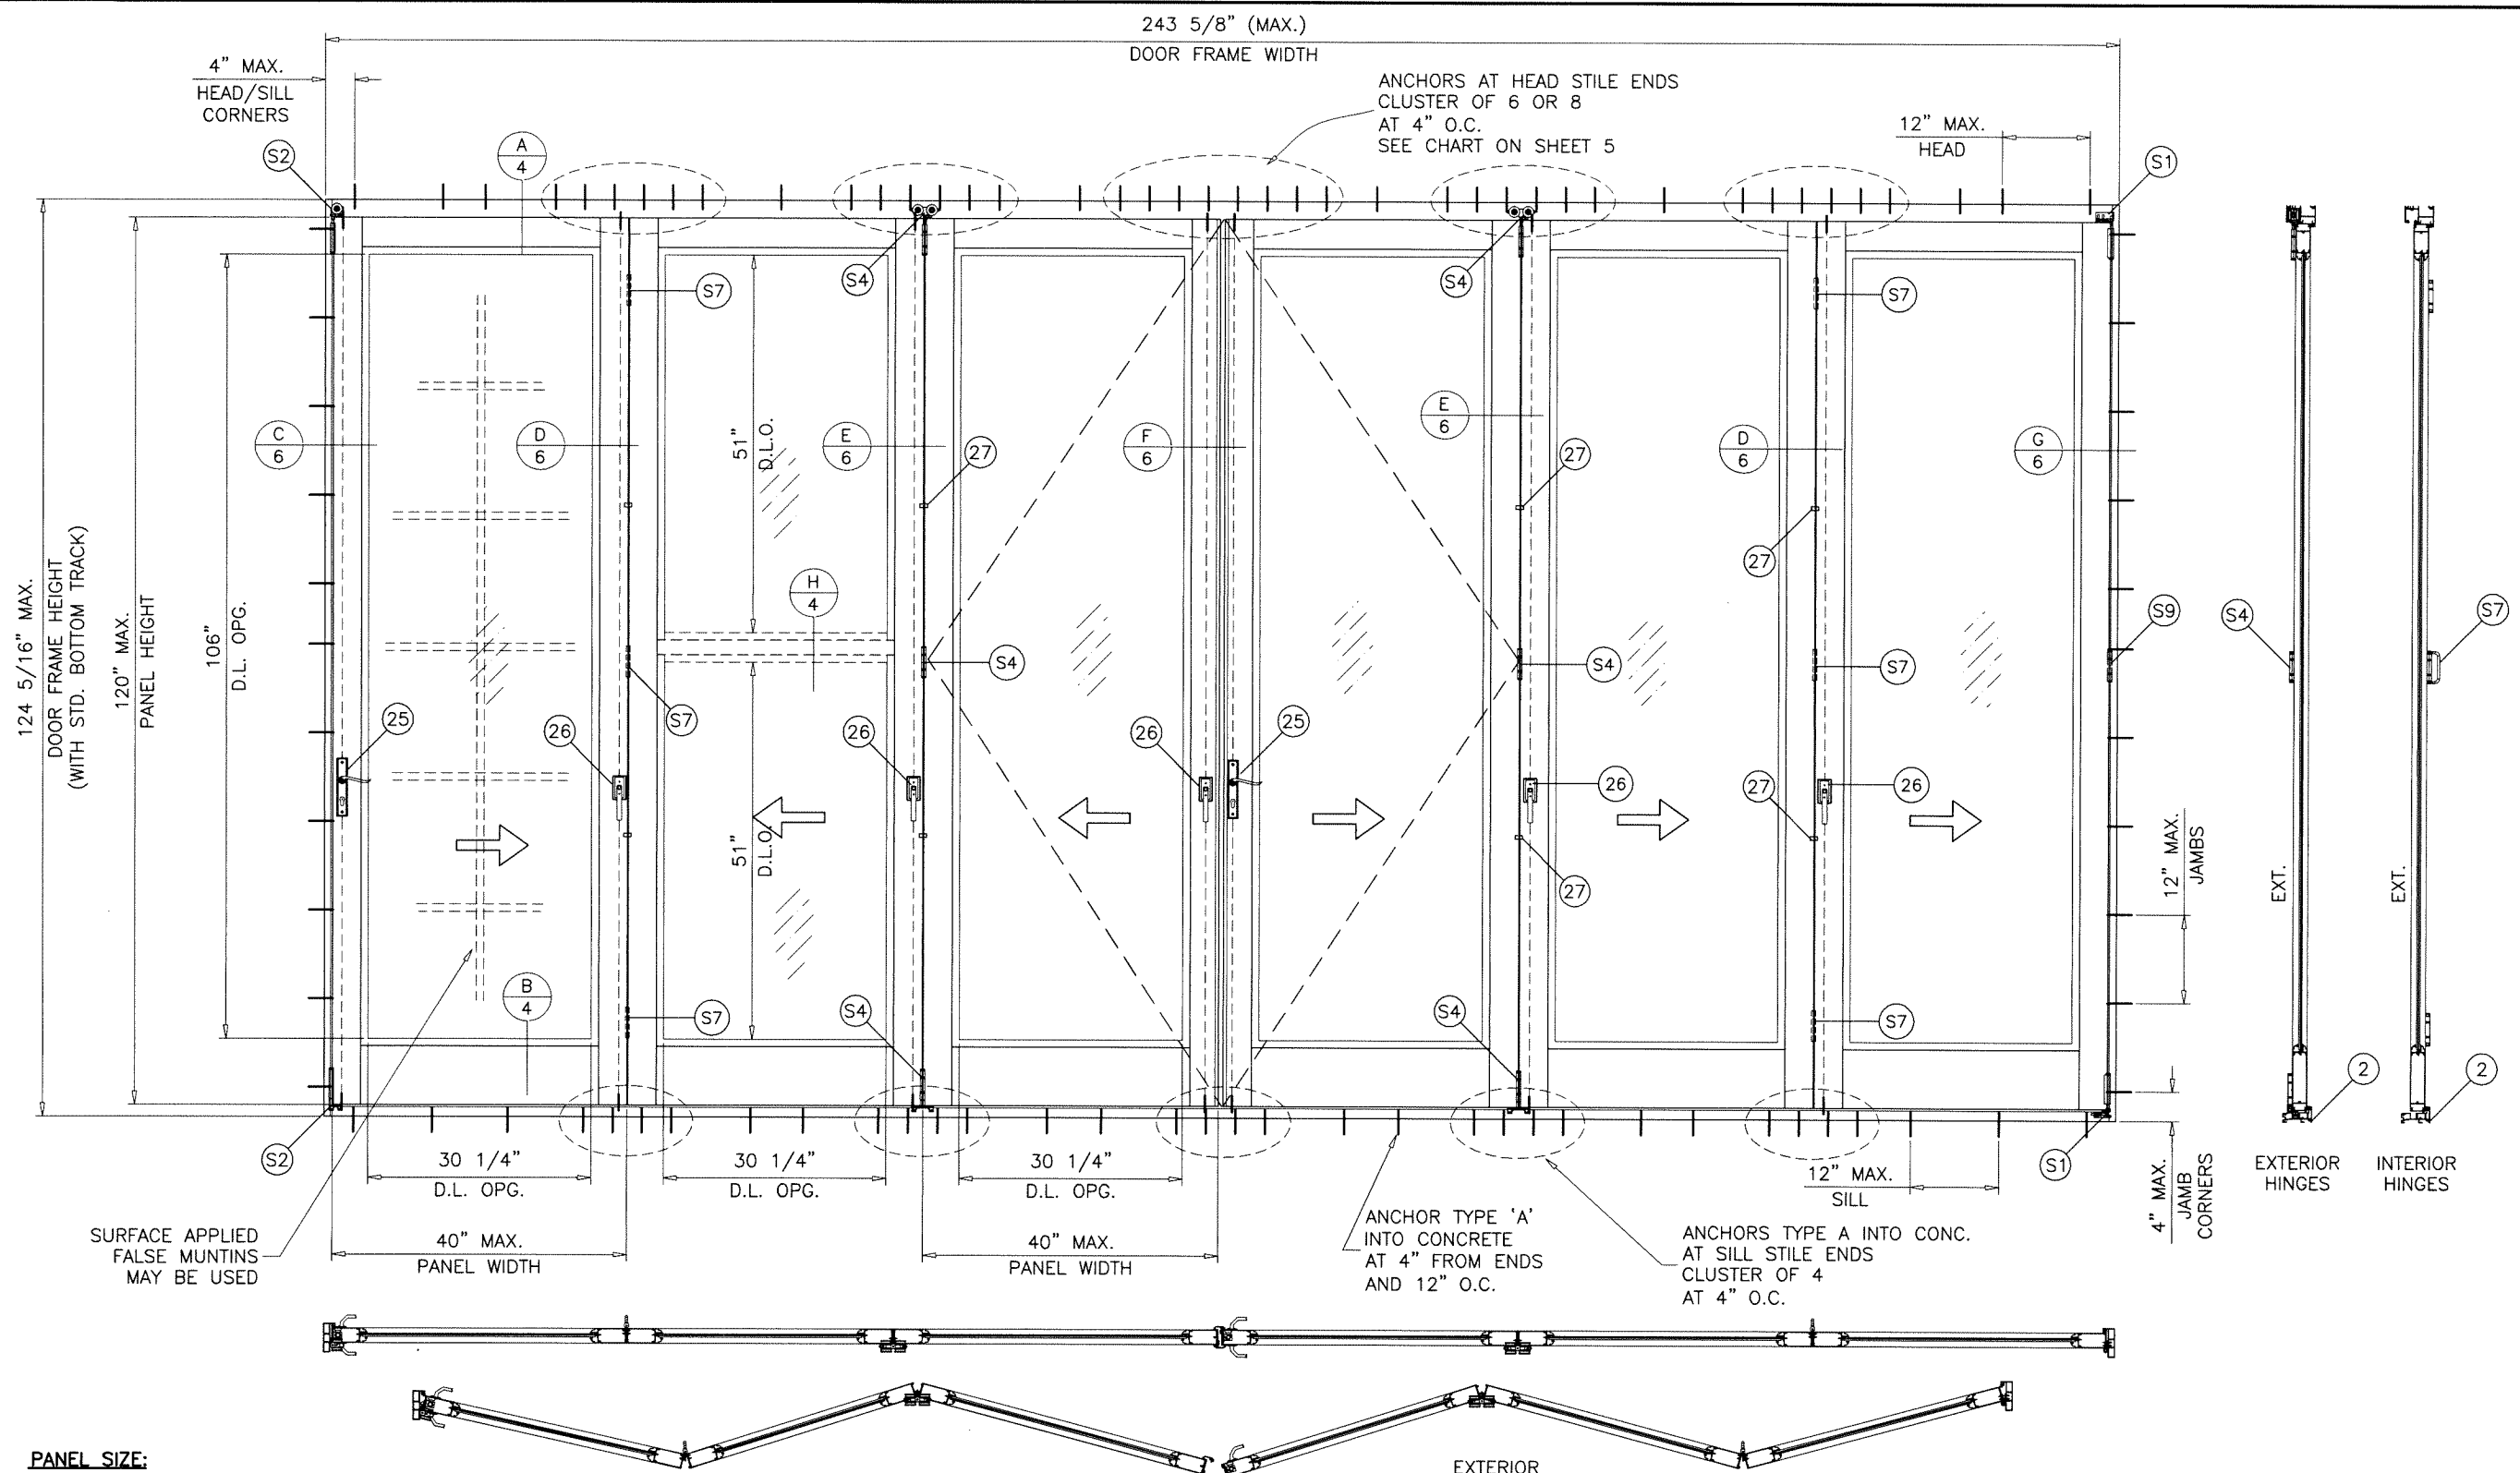 243 5/8" (MAX.)
DOOR FRAME WIDTH
4" MAX.
HEAD/SILL
CORNERS
ANCHORS AT HEAD STILE ENDS
CLUSTER OF 6 OR 8
AT 4" O.C.
SEE CHART ON SHEET 5
12" MAX.
HEAD
S2
A
4
S1
S4
S7
S4
S7
124 5/16" MAX.
DOOR FRAME HEIGHT
(WITH STD. BOTTOM TRACK)
120" MAX.
PANEL HEIGHT
106"
D.L. OPG.
C
6
D
6
51"
D.L.O.
E
6
27
F
6
E
6
27
D
6
G
6
27
H
4
S4
S4
S7
S9
S4
S7
25
S7
26
26
26
25
26
27
26
51"
D.L.O.
27
12" MAX.
JAMBS
EXT.
EXT.
B
4
S7
S4
S4
S7
2
2
S2
30 1/4"
D.L. OPG.
30 1/4"
D.L. OPG.
30 1/4"
D.L. OPG.
12" MAX.
SILL
S1
4" MAX.
JAMB
CORNERS
EXTERIOR
HINGES
INTERIOR
HINGES
SURFACE APPLIED
FALSE MUNTINS
MAY BE USED
40" MAX.
PANEL WIDTH
40" MAX.
PANEL WIDTH
ANCHOR TYPE 'A'
INTO CONCRETE
AT 4" FROM ENDS
AND 12" O.C.
ANCHORS TYPE A INTO CONC.
AT SILL STILE ENDS
CLUSTER OF 4
AT 4" O.C.
PANEL SIZE:
EXTERIOR